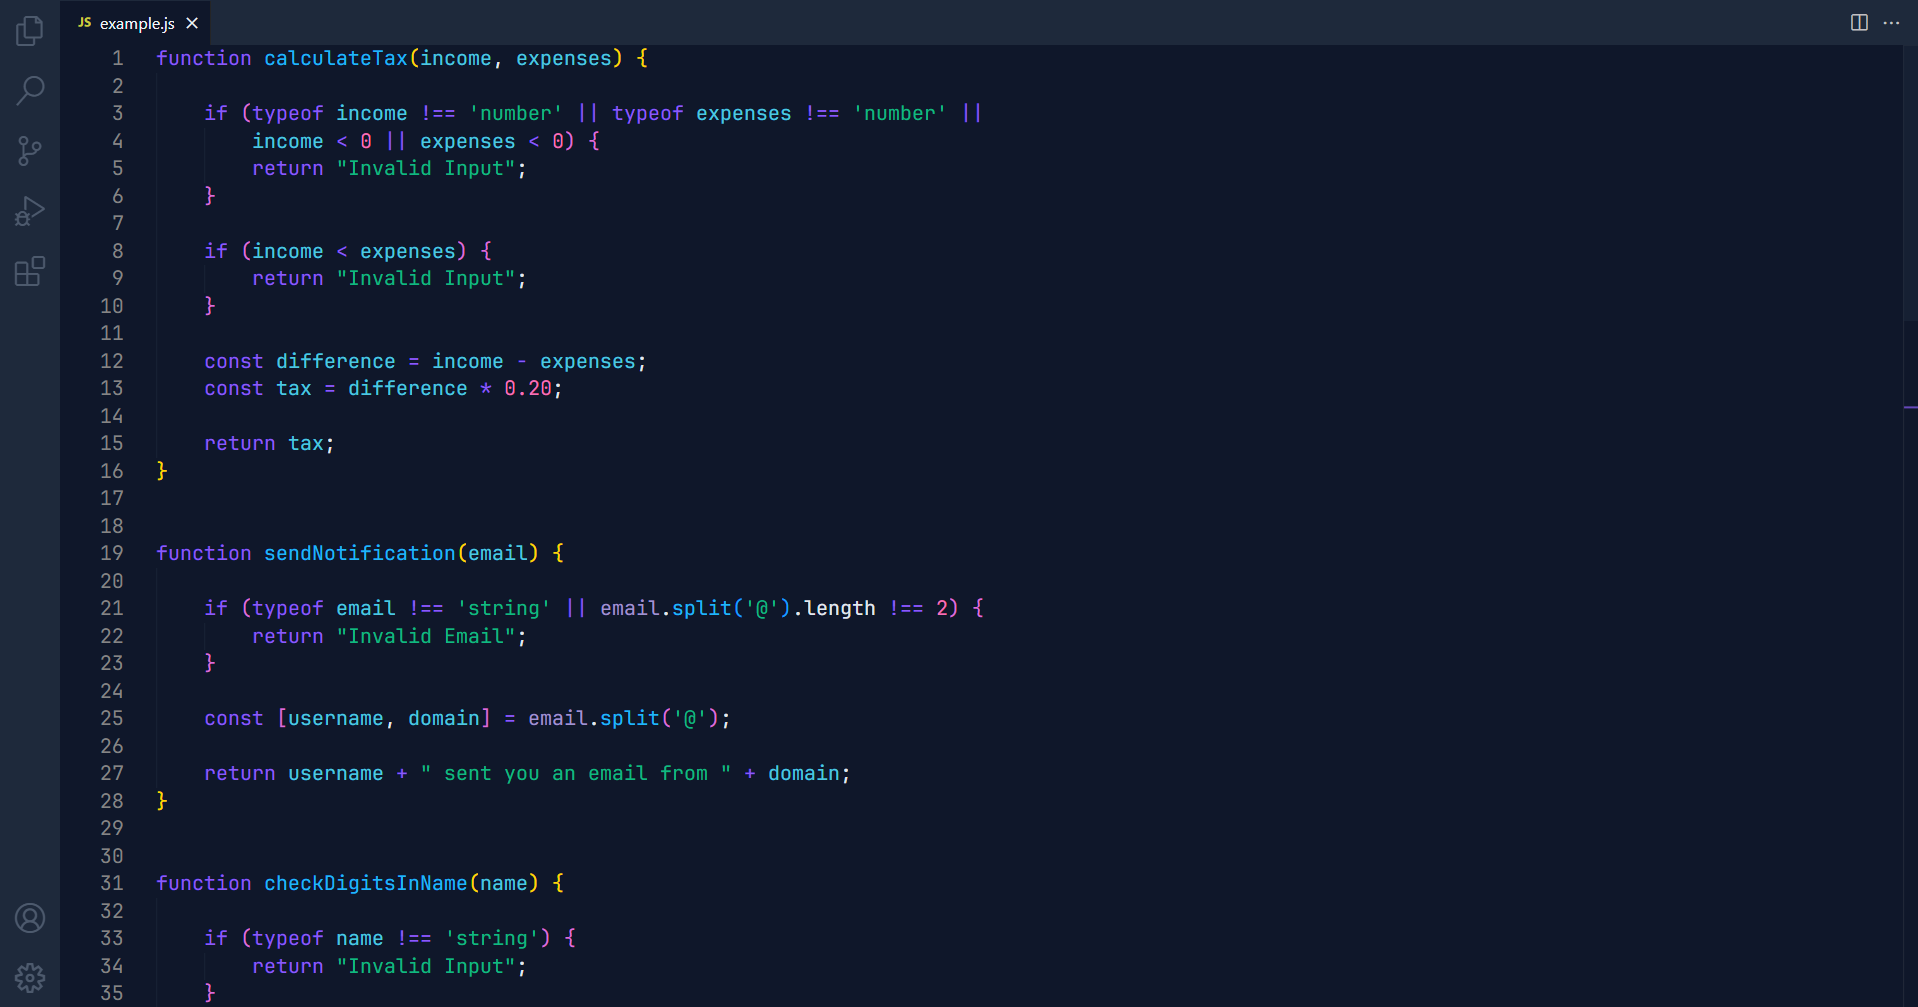 JS example.js
1 function calculateTax(income, expenses) {
2
3     if (typeof income !== 'number' || typeof expenses !== 'number' ||
4         income < 0 || expenses < 0) {
5         return "Invalid Input";
6     }
7
8     if (income < expenses) {
9         return "Invalid Input";
10     }
11
12     const difference = income - expenses;
13     const tax = difference * 0.20;
14
15     return tax;
16 }
17
18
19 function sendNotification(email) {
20
21     if (typeof email !== 'string' || email.split('@').length !== 2) {
22         return "Invalid Email";
23     }
24
25     const [username, domain] = email.split('@');
26
27     return username + " sent you an email from " + domain;
28 }
29
30
31 function checkDigitsInName(name) {
32
33     if (typeof name !== 'string') {
34         return "Invalid Input";
35     }